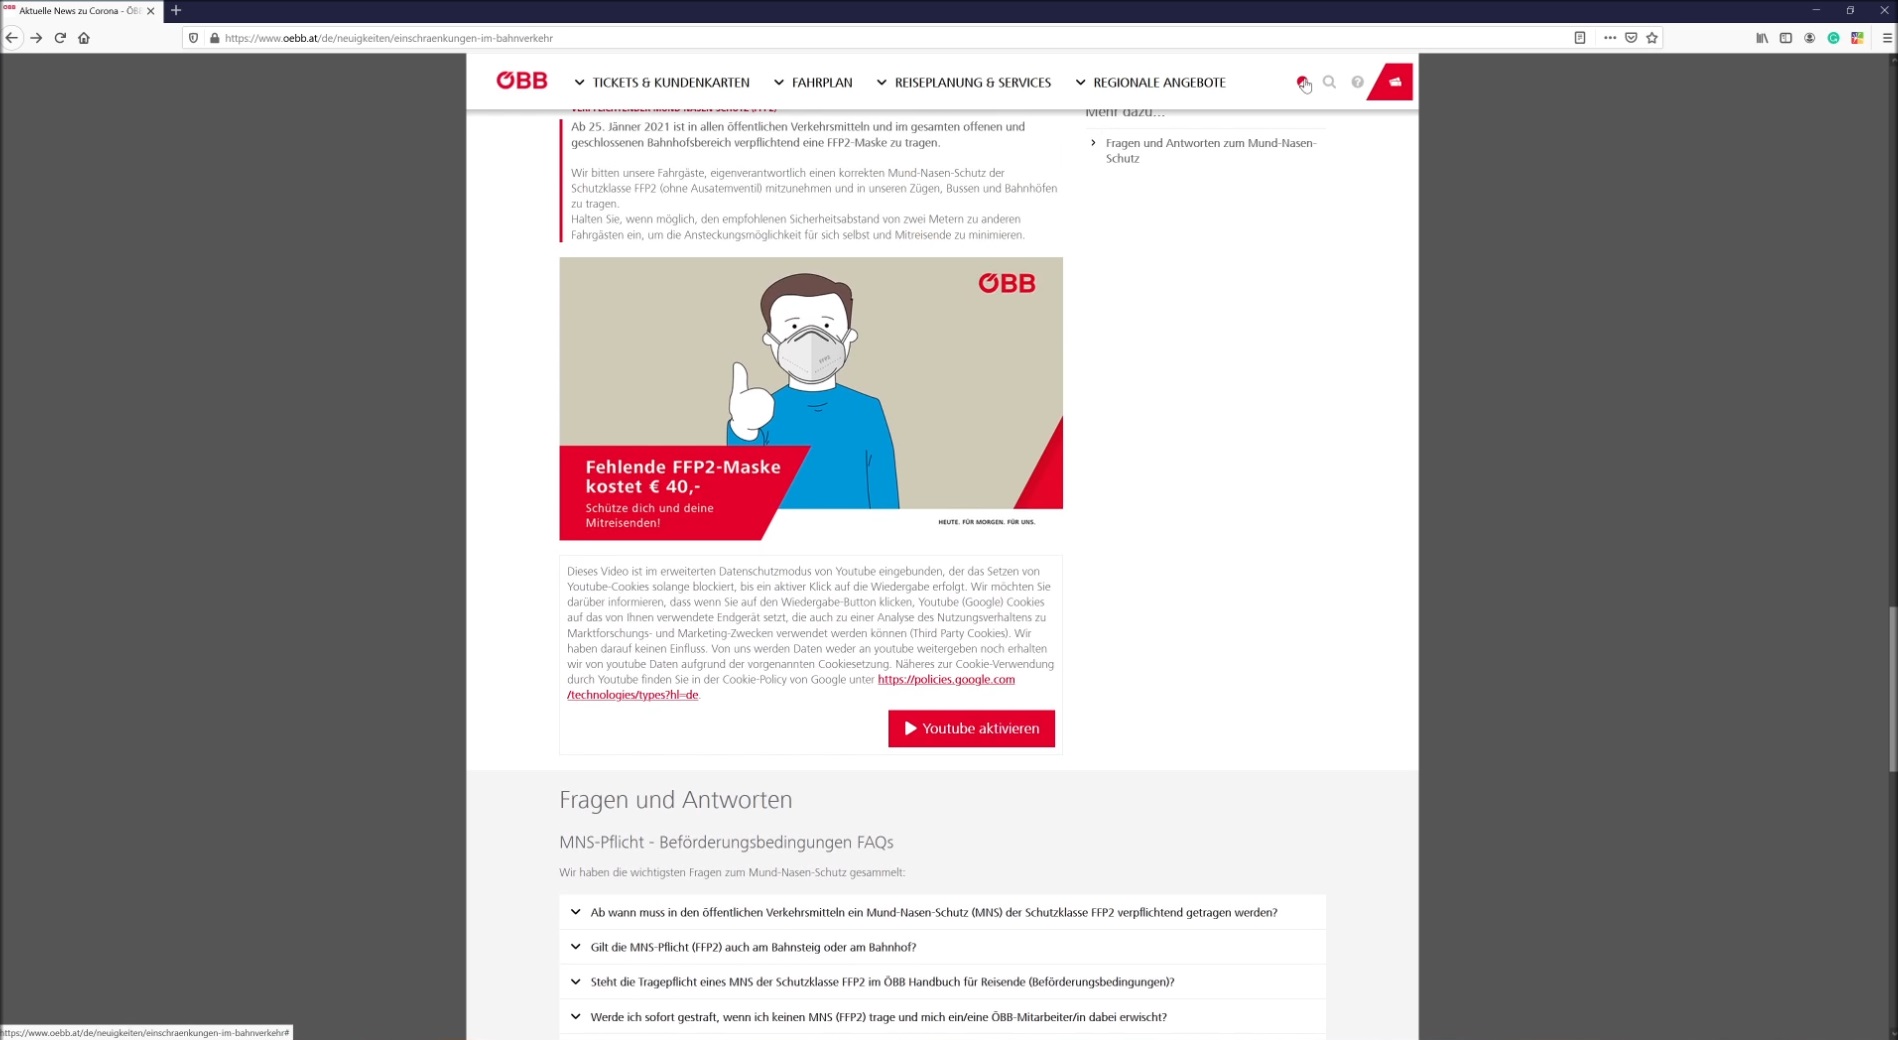 Aktuelle News zu Corona - ÖB
https://www.oebb.at/de/neuigkeiten/einschraenkungen-im-bahnverkehr
ÖBB
TICKETS & KUNDENKARTEN
FAHRPLAN
REISEPLANUNG & SERVICES
REGIONALE ANGEBOTE
VERPFLICHTENDER MUND-NASEN-SCHUTZ (FFP2)
Ab 25. Jänner 2021 ist in allen öffentlichen Verkehrsmitteln und im gesamten offenen und
geschlossenen Bahnhofsbereich verpflichtend eine FFP2-Maske zu tragen.
Wir bitten unsere Fahrgäste, eigenverantwortlich einen korrekten Mund-Nasen-Schutz der
Schutzklasse FFP2 (ohne Ausatemventil) mitzunehmen und in unseren Zügen, Bussen und Bahnhöfen
zu tragen.
Halten Sie, wenn möglich, den empfohlenen Sicherheitsabstand von zwei Metern zu anderen
Fahrgästen ein, um die Ansteckungsmöglichkeit für sich selbst und Mitreisende zu minimieren.
Mehr dazu...
Fragen und Antworten zum Mund-Nasen-
Schutz
ÖBB
FFP2
Fehlende FFP2-Maske
kostet € 40,-
Schütze dich und deine
Mitreisenden!
HEUTE. FÜR MORGEN. FÜR UNS.
Dieses Video ist im erweiterten Datenschutzmodus von Youtube eingebunden, der das Setzen von
Youtube-Cookies solange blockiert, bis ein aktiver Klick auf die Wiedergabe erfolgt. Wir möchten Sie
darüber informieren, dass wenn Sie auf den Wiedergabe-Button klicken, Youtube (Google) Cookies
auf das von Ihnen verwendete Endgerät setzt, die auch zu einer Analyse des Nutzungsverhaltens zu
Marktforschungs- und Marketing-Zwecken verwendet werden können (Third Party Cookies). Wir
haben darauf keinen Einfluss. Von uns werden Daten weder an youtube weitergeben noch erhalten
wir von youtube Daten aufgrund der vorgenannten Cookiesetzung. Näheres zur Cookie-Verwendung
durch Youtube finden Sie in der Cookie-Policy von Google unter https://policies.google.com
/technologies/types?hl=de.
Youtube aktivieren
Fragen und Antworten
MNS-Pflicht - Beförderungsbedingungen FAQs
Wir haben die wichtigsten Fragen zum Mund-Nasen-Schutz gesammelt:
Ab wann muss in den öffentlichen Verkehrsmitteln ein Mund-Nasen-Schutz (MNS) der Schutzklasse FFP2 verpflichtend getragen werden?
Gilt die MNS-Pflicht (FFP2) auch am Bahnsteig oder am Bahnhof?
Steht die Tragepflicht eines MNS der Schutzklasse FFP2 im ÖBB Handbuch für Reisende (Beförderungsbedingungen)?
Werde ich sofort gestraft, wenn ich keinen MNS (FFP2) trage und mich ein/eine ÖBB-Mitarbeiter/in dabei erwischt?
https://www.oebb.at/de/neuigkeiten/einschraenkungen-im-bahnverkehr#